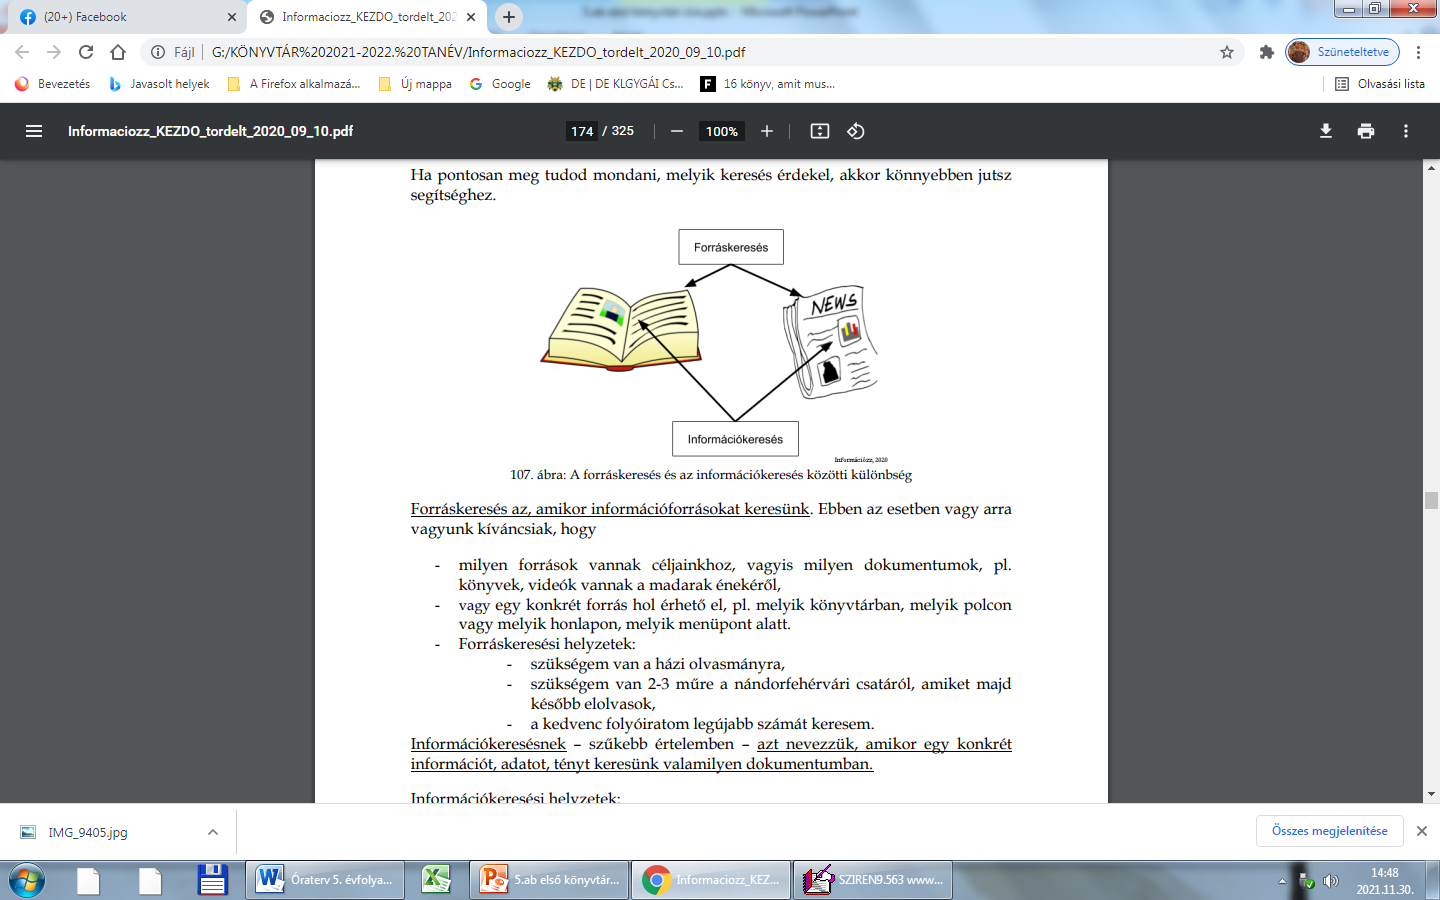 (20+) Facebook
Informaciozz_KEZDO_tordelt_202
Fájl
G:/KÖNYVTÁR%202021-2022.%20TANÉV/Informaciozz_KEZDO_tordelt_2020_09_10.pdf
Szüneteltetve
Bevezetés
Javasolt helyek
A Firefox alkalmazá...
Új mappa
Google
DE | DE KLGYGÁI Cs...
16 könyv, amit mus...
Olvasási lista
Informaciozz_KEZDO_tordelt_2020_09_10.pdf
174 / 325
100%
Ha pontosan meg tudod mondani, melyik keresés érdekel, akkor könnyebben jutsz
segítséghez.
Forráskeresés
NEWS
Információkeresés
Információzz, 2020
107. ábra: A forráskeresés és az információkeresés közötti különbség
Forráskeresés az, amikor információforrásokat keresünk. Ebben az esetben vagy arra
vagyunk kíváncsiak, hogy
- milyen források vannak céljainkhoz, vagyis milyen dokumentumok, pl.
könyvek, videók vannak a madarak énekéről,
- vagy egy konkrét forrás hol érhető el, pl. melyik könyvtárban, melyik polcon
vagy melyik honlapon, melyik menüpont alatt.
- Forráskeresési helyzetek:
- szükségem van a házi olvasmányra,
- szükségem van 2-3 műre a nándorfehérvári csatáról, amiket majd
később elolvasok,
- a kedvenc folyóiratom legújabb számát keresem.
Információkeresésnek – szűkebb értelemben – azt nevezzük, amikor egy konkrét
információt, adatot, tényt keresünk valamilyen dokumentumban.
Információkeresési helyzetek:
IMG_9405.jpg
Összes megjelenítése
Óraterv 5. évfolya...
5.ab első könyvtár...
Informaciozz_KEZ...
SZIREN9.563 www...
14:48
2021.11.30.